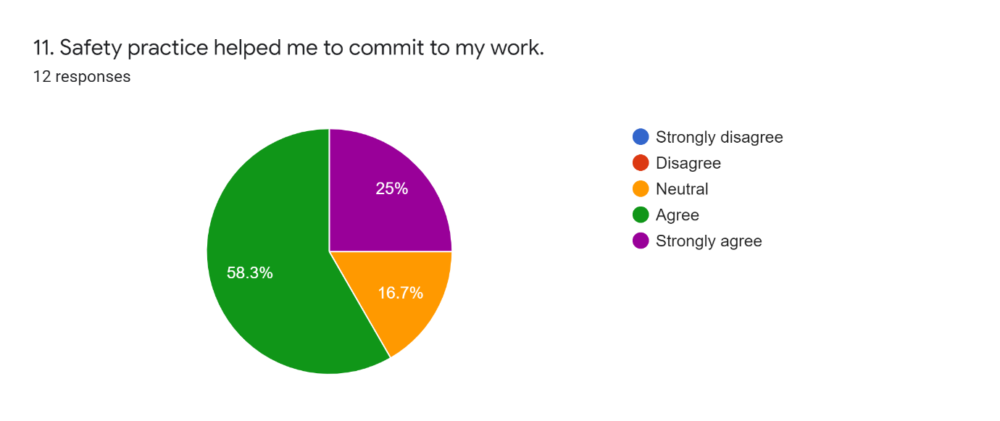 11. Safety practice helped me to commit to my work.
12 responses
25%
58.3%
16.7%
Strongly disagree
Disagree
Neutral
Agree
Strongly agree